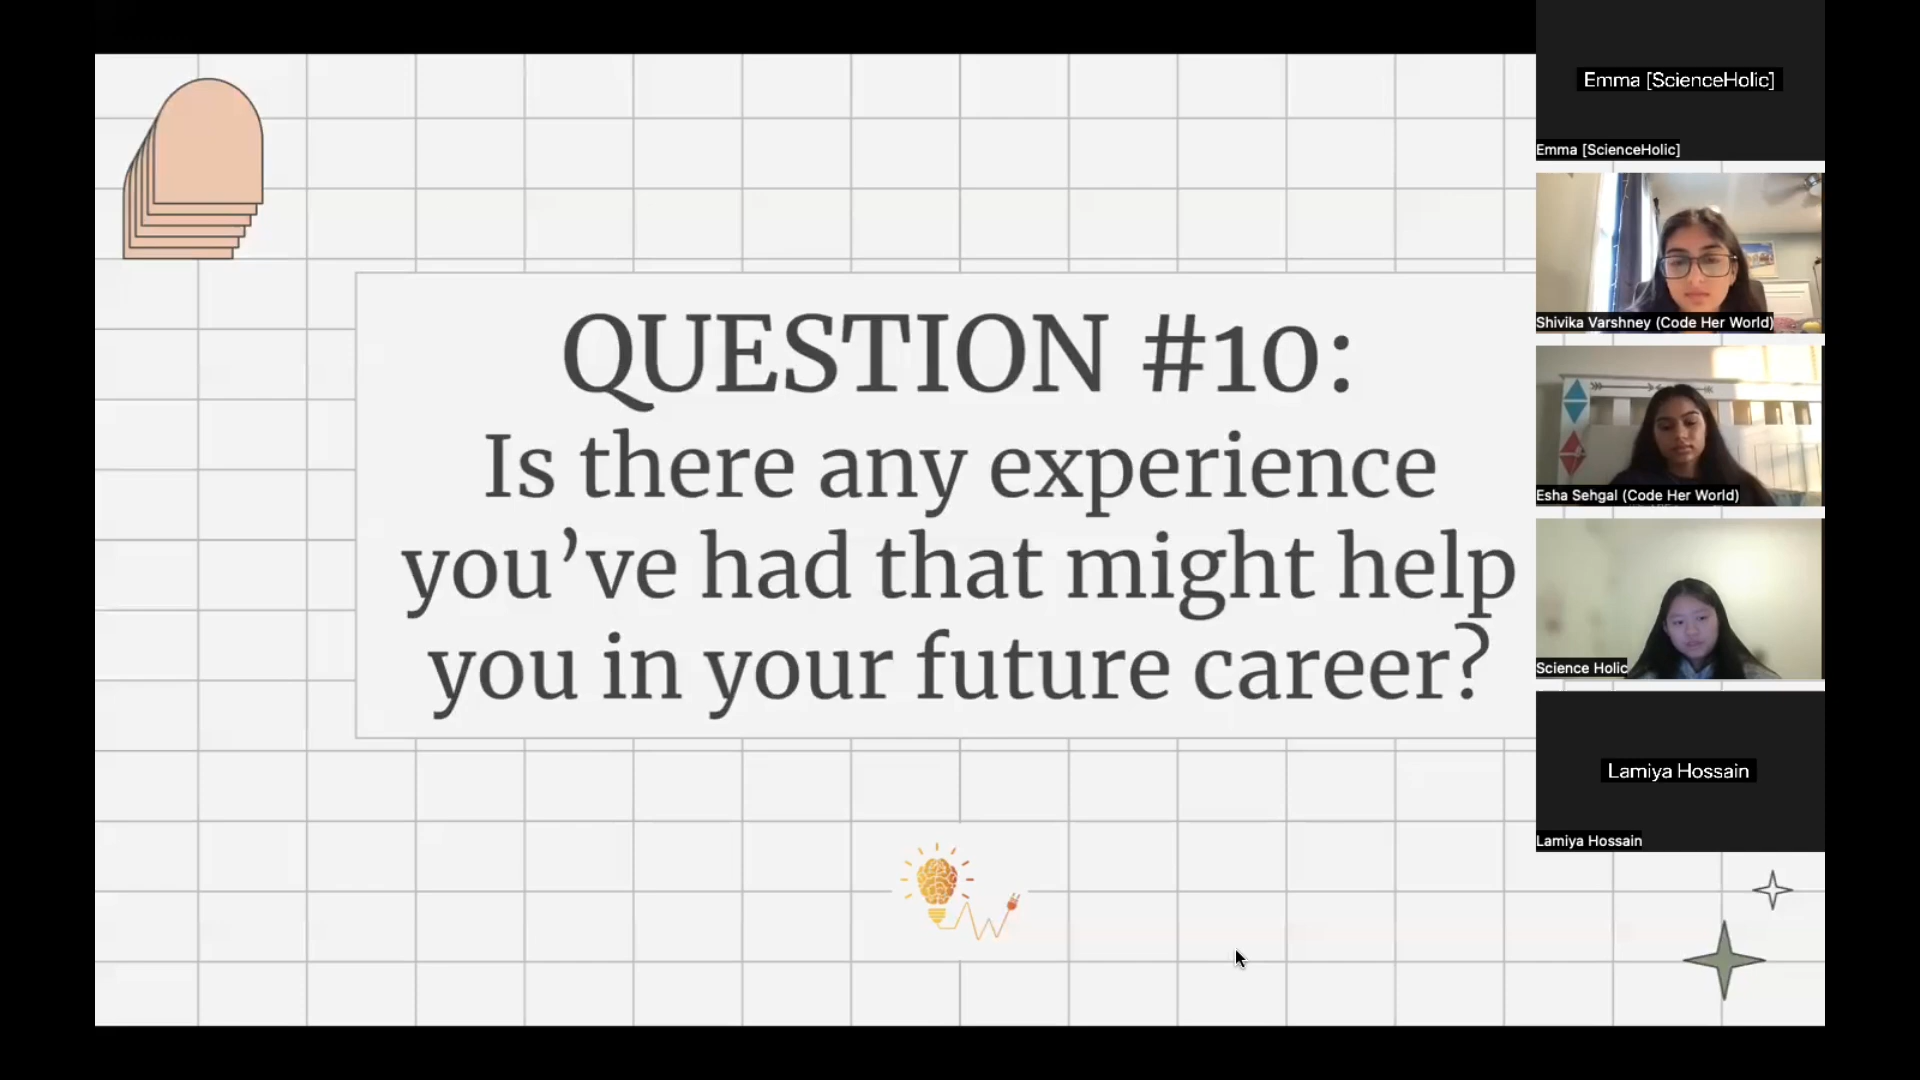 QUESTION #10:
Is there any experience
you’ve had that might help
you in your future career?
Emma [ScienceHolic]
Emma [ScienceHolic]
Shivika Varshney (Code Her World)
Esha Sehgal (Code Her World)
Science Holic
Lamiya Hossain
Lamiya Hossain